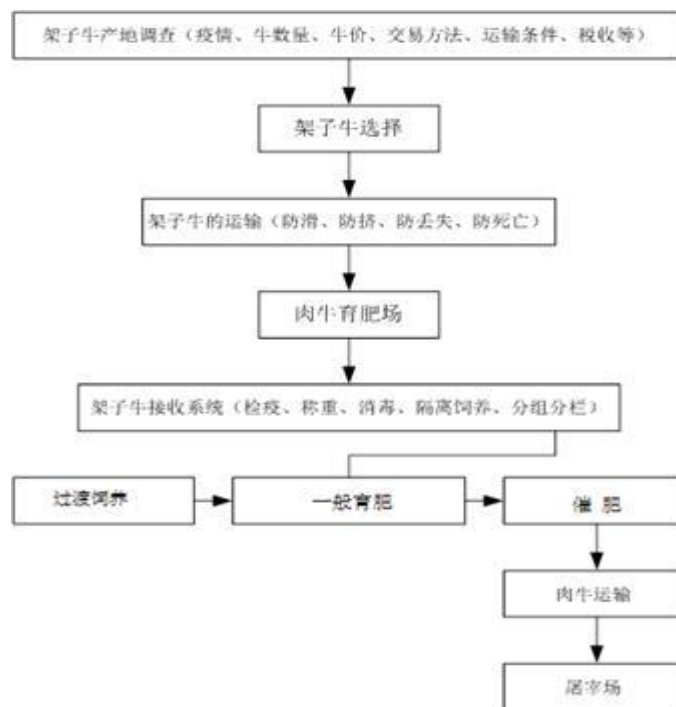 架子牛产地调查（疫情、牛数量、牛价、交易方法、运输条件、税收等）
架子牛选择
架子牛的运输（防滑、防挤、防丢失、防死亡）
肉牛育肥场
架子牛接收系统（检疫、称重、消毒、隔离饲养、分组分栏）
过渡饲养
一般育肥
催 肥
肉牛运输
屠宰场